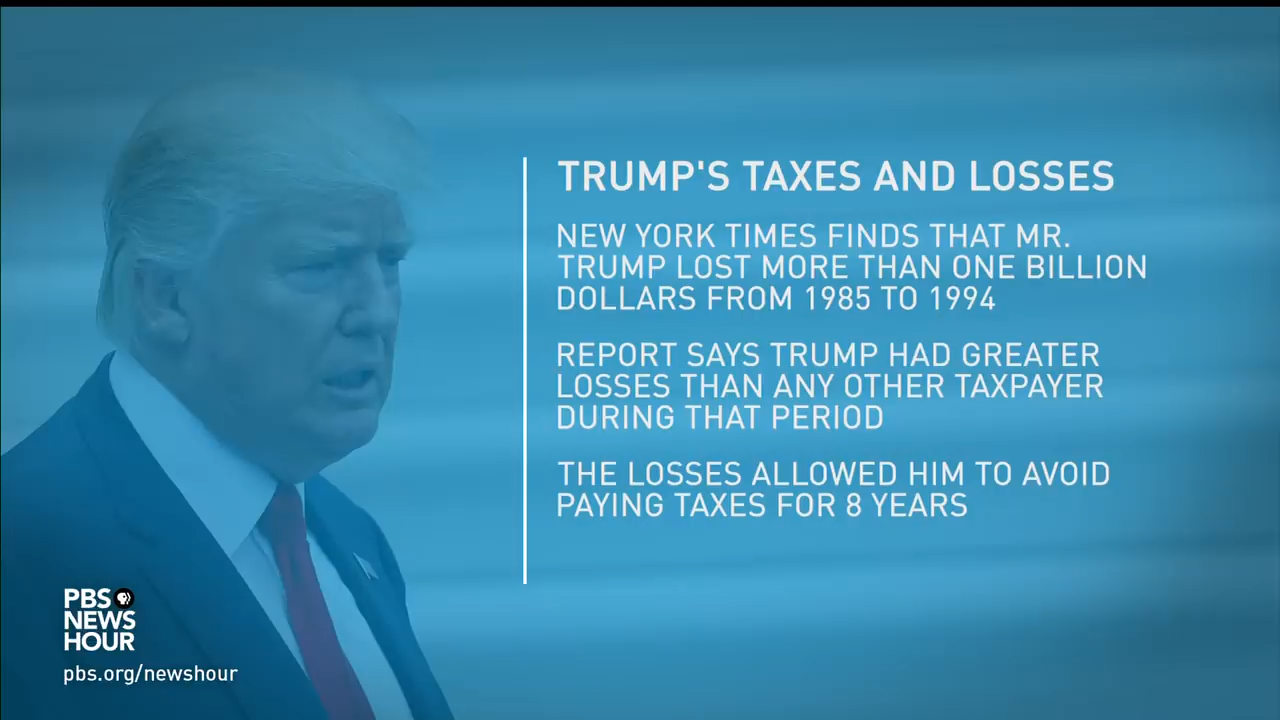 TRUMP'S TAXES AND LOSSES
NEW YORK TIMES FINDS THAT MR.
TRUMP LOST MORE THAN ONE BILLION
DOLLARS FROM 1985 TO 1994
REPORT SAYS TRUMP HAD GREATER
LOSSES THAN ANY OTHER TAXPAYER
DURING THAT PERIOD
THE LOSSES ALLOWED HIM TO AVOID
PAYING TAXES FOR 8 YEARS
PBS
NEWS
HOUR
pbs.org/newshour